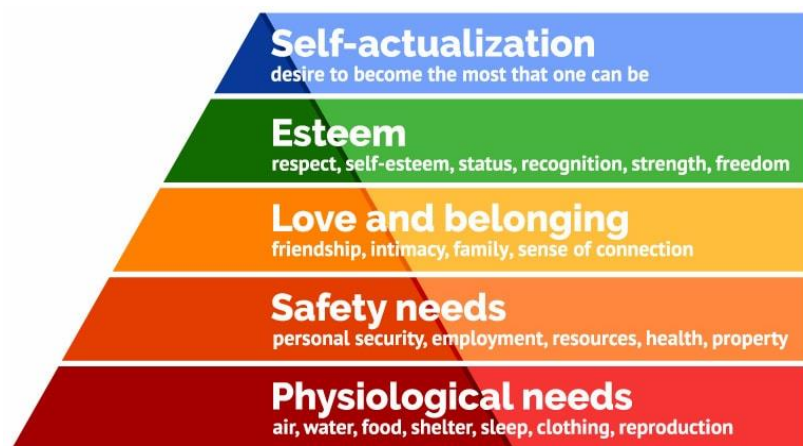 Self-actualization
desire to become the most that one can be
Esteem
respect, self-esteem, status, recognition, strength, freedom
Love and belonging
friendship, intimacy, family, sense of connection
Safety needs
personal security, employment, resources, health, property
Physiological needs
air, water, food, shelter, sleep, clothing, reproduction